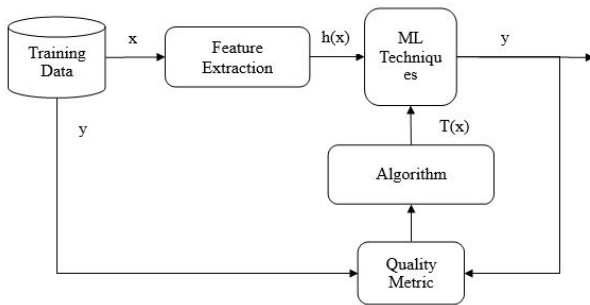 Training
Data
x
Feature
Extraction
h(x)
ML
Techniqu
es
y
y
T(x)
Algorithm
Quality
Metric